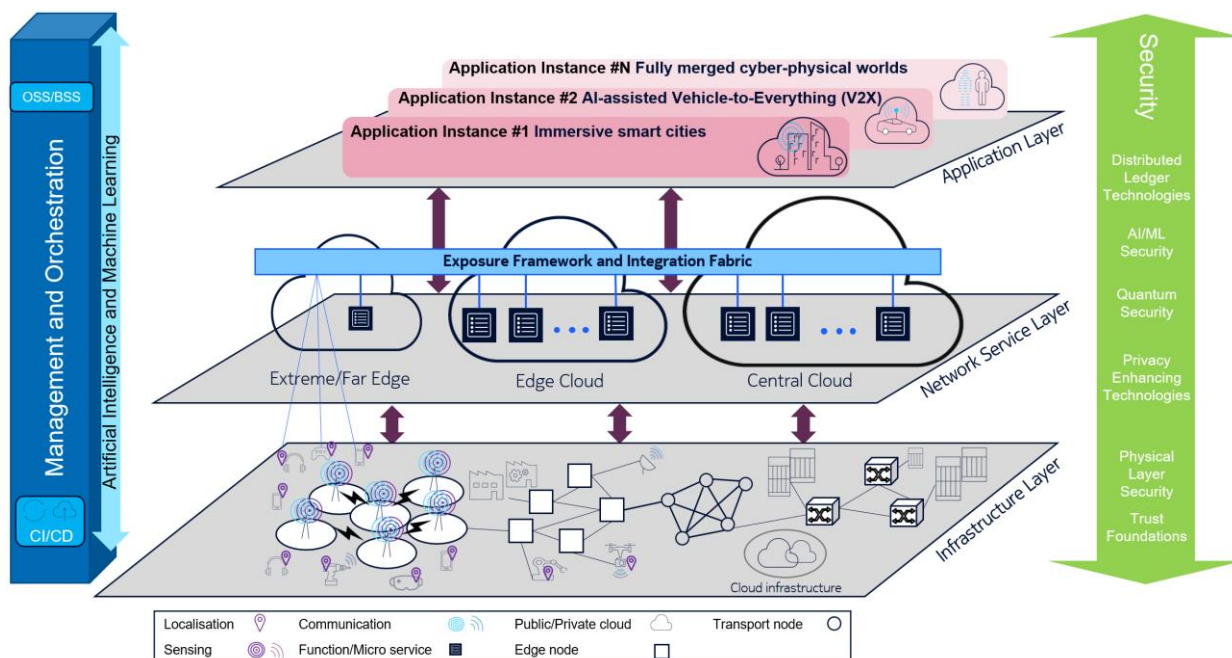 OSS/BSS
Management and Orchestration
CI/CD
Artificial Intelligence and Machine Learning
Application Instance #N Fully merged cyber-physical worlds
Application Instance #2 AI-assisted Vehicle-to-Everything (V2X)
Application Instance #1 Immersive smart cities
Application Layer
Exposure Framework and Integration Fabric
Extreme/Far Edge
Edge Cloud
Central Cloud
Network Service Layer
Cloud infrastructure
Infrastructure Layer
Security
Distributed
Ledger
Technologies
AI/ML
Security
Quantum
Security
Privacy
Enhancing
Technologies
Physical
Layer
Security
Trust
Foundations
Localisation
Communication
Public/Private cloud
Transport node
Sensing
Function/Micro service
Edge node